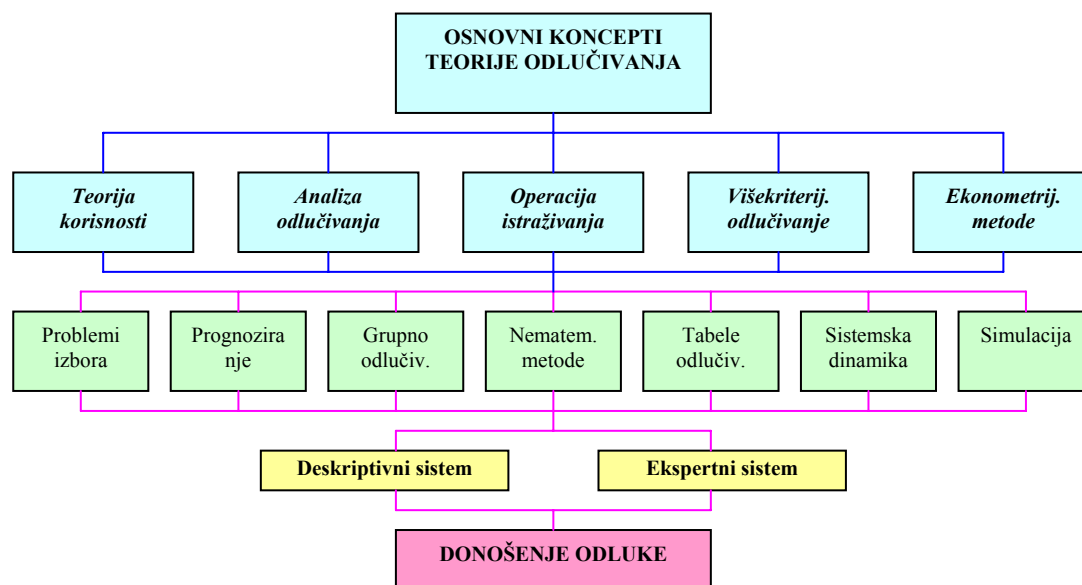 OSNOVNI KONCEPTI
TEORIJE ODLUČIVANJA
Teorija
korisnosti
Analiza
odlučivanja
Operacija
istraživanja
Višekriterij.
odlučivanje
Ekonometrij.
metode
Problemi
izbora
Prognozira
nje
Grupno
odlučiv.
Nematem.
metode
Tabele
odlučiv.
Sistemska
dinamika
Simulacija
Deskriptivni sistem
Ekspertni sistem
DONOŠENJE ODLUKE